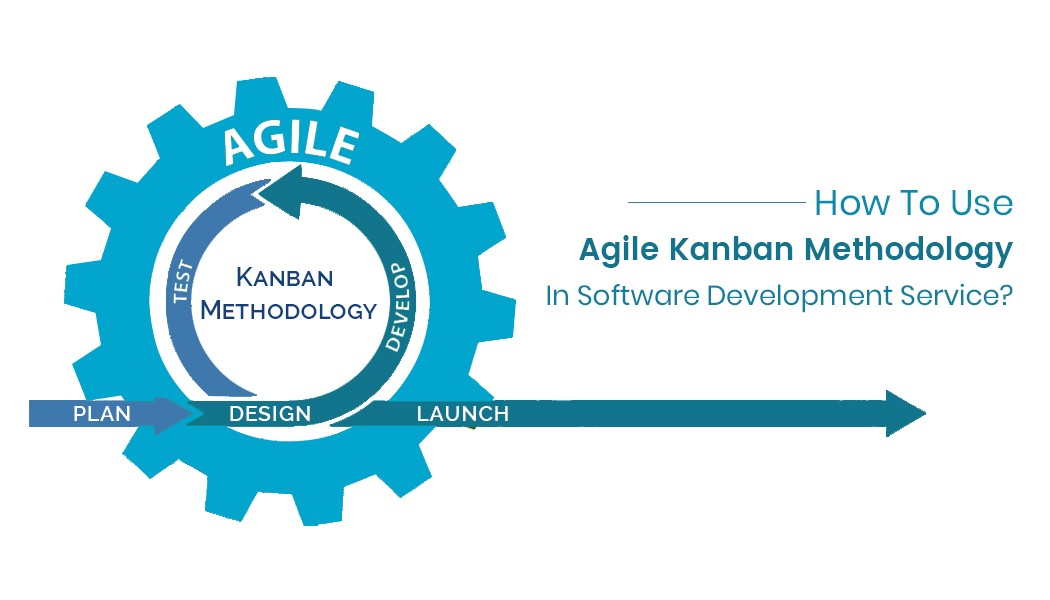 AGILE
TEST
KANBAN
METHODOLOGY
DEVELOP
PLAN
DESIGN
LAUNCH
How To Use
Agile Kanban Methodology
In Software Development Service?